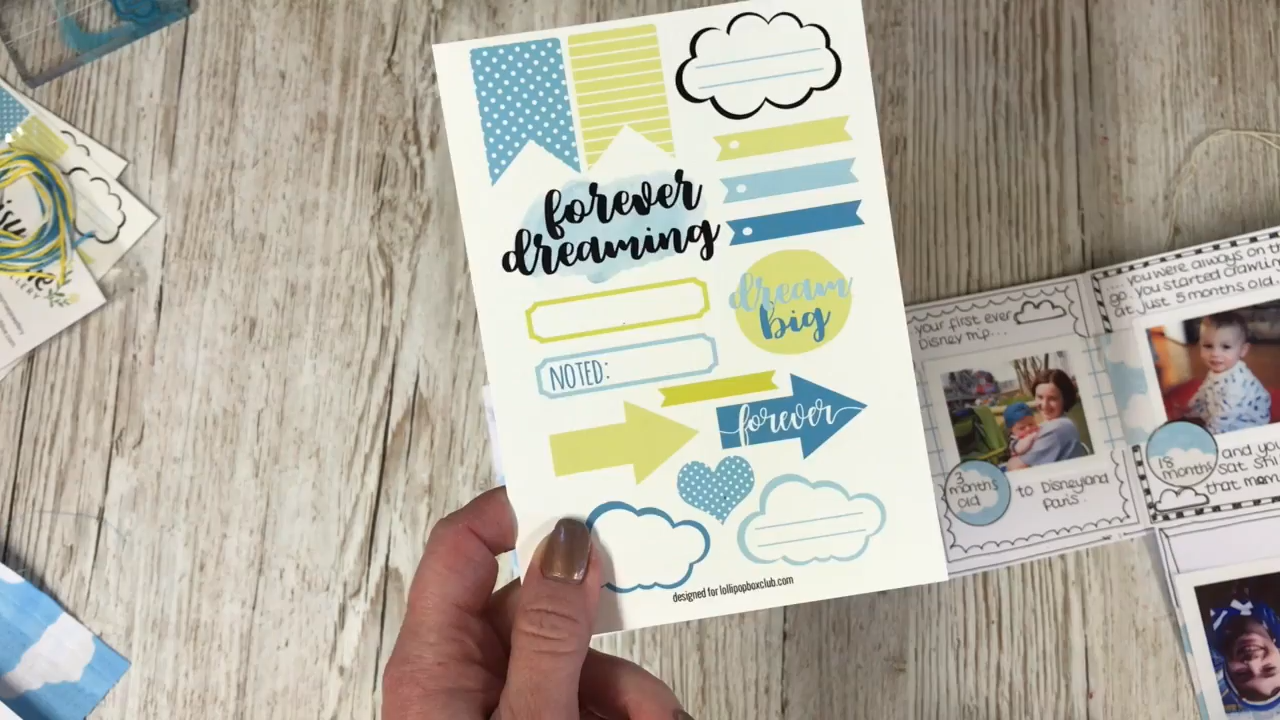 forever
dreaming
dream
big
NOTED:
forever
designed for lollipopboxclub.com
your first ever
Disney trip...
3
months
old
to Disneyland
Paris.
.... you were always on the
go. you started crawling
at just 5 months old.
18
months
and you
sat still
that mom